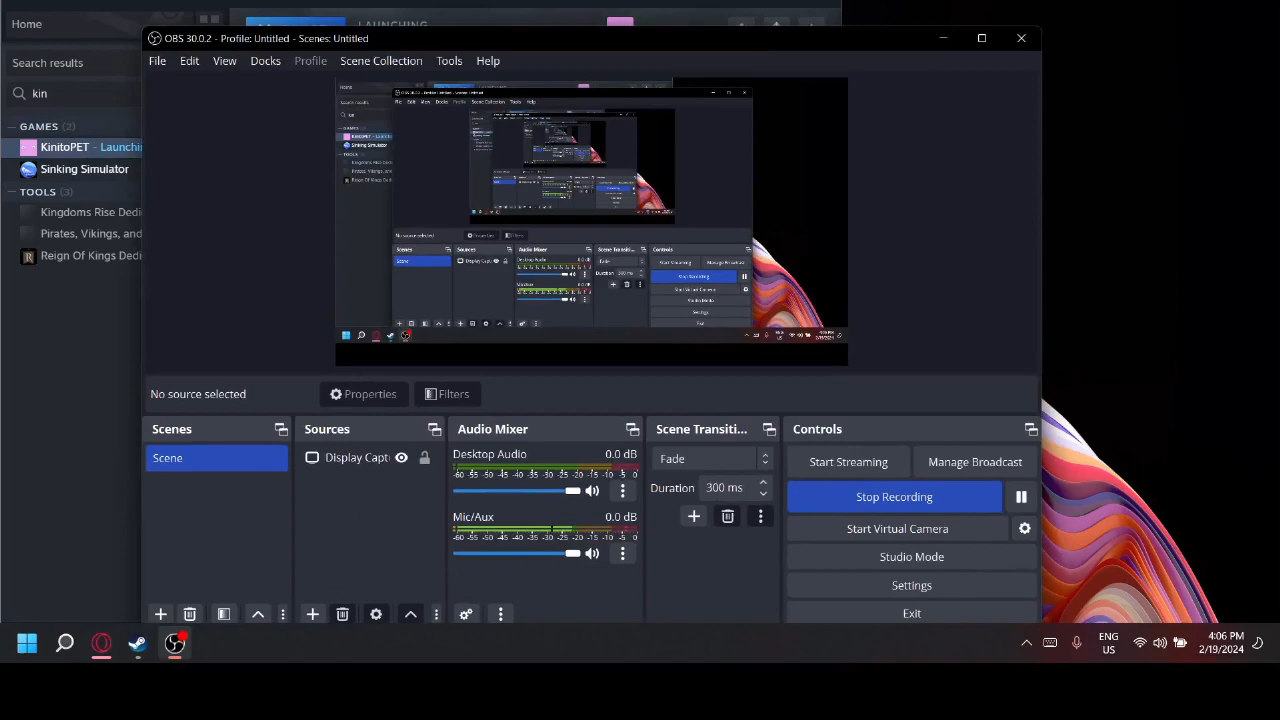 Home
LAUNCHING
OBS 30.0.2 - Profile: Untitled - Scenes: Untitled
File Edit View Docks Profile Scene Collection Tools Help
Search results
kin
GAMES (2)
KinitoPET - Launchi
Sinking Simulator
TOOLS (3)
Kingdoms Rise Dedi
Pirates, Vikings, and
Reign Of Kings Dedi
No source selected
Properties
Filters
Scenes
Scene
Sources
Display Captu
Audio Mixer
Desktop Audio 0.0 dB
-60 -55 -50 -45 -40 -35 -30 -25 -20 -15 -10 -5 0
Mic/Aux 0.0 dB
-60 -55 -50 -45 -40 -35 -30 -25 -20 -15 -10 -5 0
Scene Transiti...
Fade
Duration 300 ms
Controls
Start Streaming
Manage Broadcast
Stop Recording
Start Virtual Camera
Studio Mode
Settings
Exit
ENG
US
4:06 PM
2/19/2024